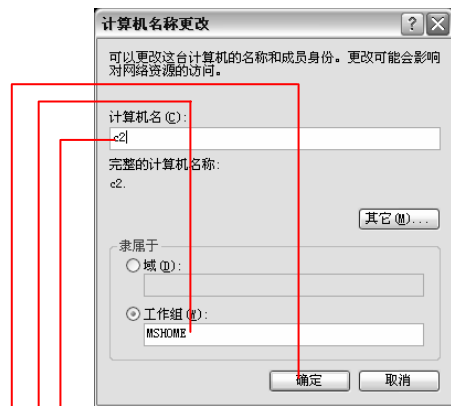 计算机名称更改
可以更改这台计算机的名称和成员身份。更改可能会影响
对网络资源的访问。
计算机名(C):
c2
完整的计算机名称:
c2.
其它(M)...
隶属于
域(D):
工作组(W):
MSHOME
确定 取消